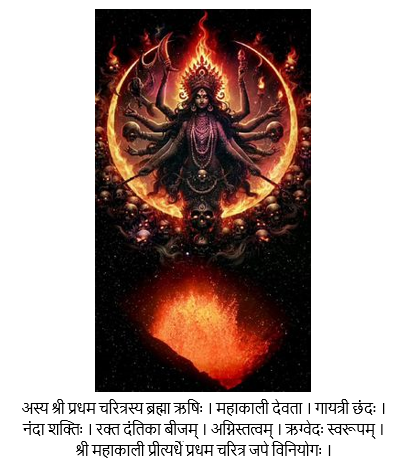 अस्य श्री प्रधम चरित्रस्य ब्रह्मा ऋषिः । महाकाली देवता । गायत्री छंदः ।
नंदा शक्तिः । रक्त दंतिका बीजम् । अग्निस्तत्वम् । ऋग्वेदः स्वरूपम् ।
श्री महाकाली प्रीत्यर्धे प्रधम चरित्र जपे विनियोगः ।